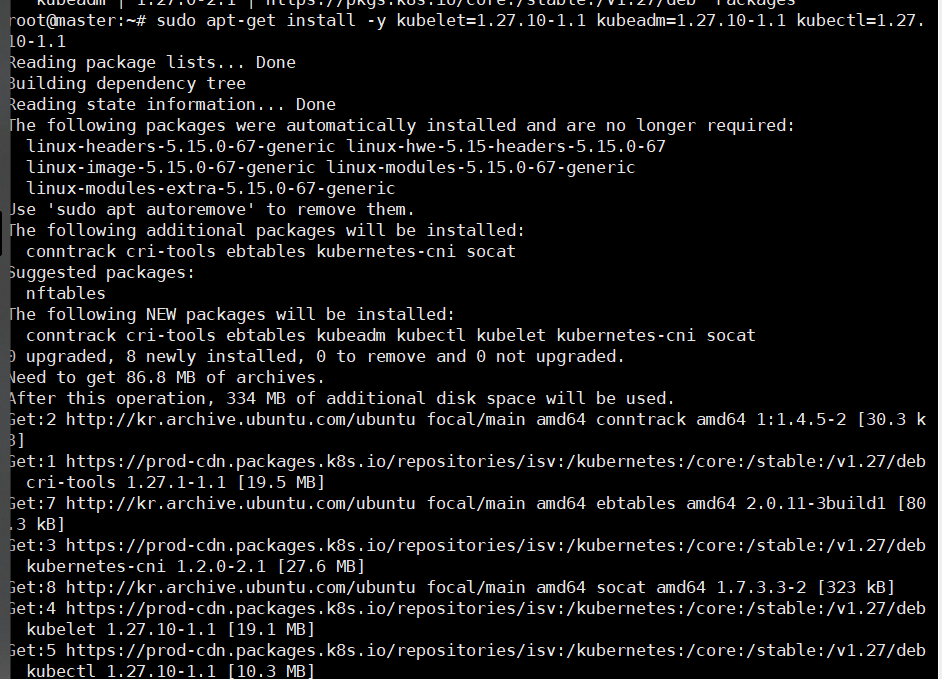 kubeadm | 1.27.0-2.1 | https://pkgs.k8s.io/core:/stable:/v1.27/deb  Packages
root@master:~# sudo apt-get install -y kubelet=1.27.10-1.1 kubeadm=1.27.10-1.1 kubectl=1.27.
10-1.1
Reading package lists... Done
Building dependency tree
Reading state information... Done
The following packages were automatically installed and are no longer required:
linux-headers-5.15.0-67-generic linux-hwe-5.15-headers-5.15.0-67
linux-image-5.15.0-67-generic linux-modules-5.15.0-67-generic
linux-modules-extra-5.15.0-67-generic
Use 'sudo apt autoremove' to remove them.
The following additional packages will be installed:
conntrack cri-tools ebtables kubernetes-cni socat
Suggested packages:
nftables
The following NEW packages will be installed:
conntrack cri-tools ebtables kubeadm kubectl kubelet kubernetes-cni socat
0 upgraded, 8 newly installed, 0 to remove and 0 not upgraded.
Need to get 86.8 MB of archives.
After this operation, 334 MB of additional disk space will be used.
Get:2 http://kr.archive.ubuntu.com/ubuntu focal/main amd64 conntrack amd64 1:1.4.5-2 [30.3 k
B]
Get:1 https://prod-cdn.packages.k8s.io/repositories/isv:/kubernetes:/core:/stable:/v1.27/deb
cri-tools 1.27.1-1.1 [19.5 MB]
Get:7 http://kr.archive.ubuntu.com/ubuntu focal/main amd64 ebtables amd64 2.0.11-3build1 [80
.3 kB]
Get:3 https://prod-cdn.packages.k8s.io/repositories/isv:/kubernetes:/core:/stable:/v1.27/deb
kubernetes-cni 1.2.0-2.1 [27.6 MB]
Get:8 http://kr.archive.ubuntu.com/ubuntu focal/main amd64 socat amd64 1.7.3.3-2 [323 kB]
Get:4 https://prod-cdn.packages.k8s.io/repositories/isv:/kubernetes:/core:/stable:/v1.27/deb
kubelet 1.27.10-1.1 [19.1 MB]
Get:5 https://prod-cdn.packages.k8s.io/repositories/isv:/kubernetes:/core:/stable:/v1.27/deb
kubectl 1.27.10-1.1 [10.3 MB]